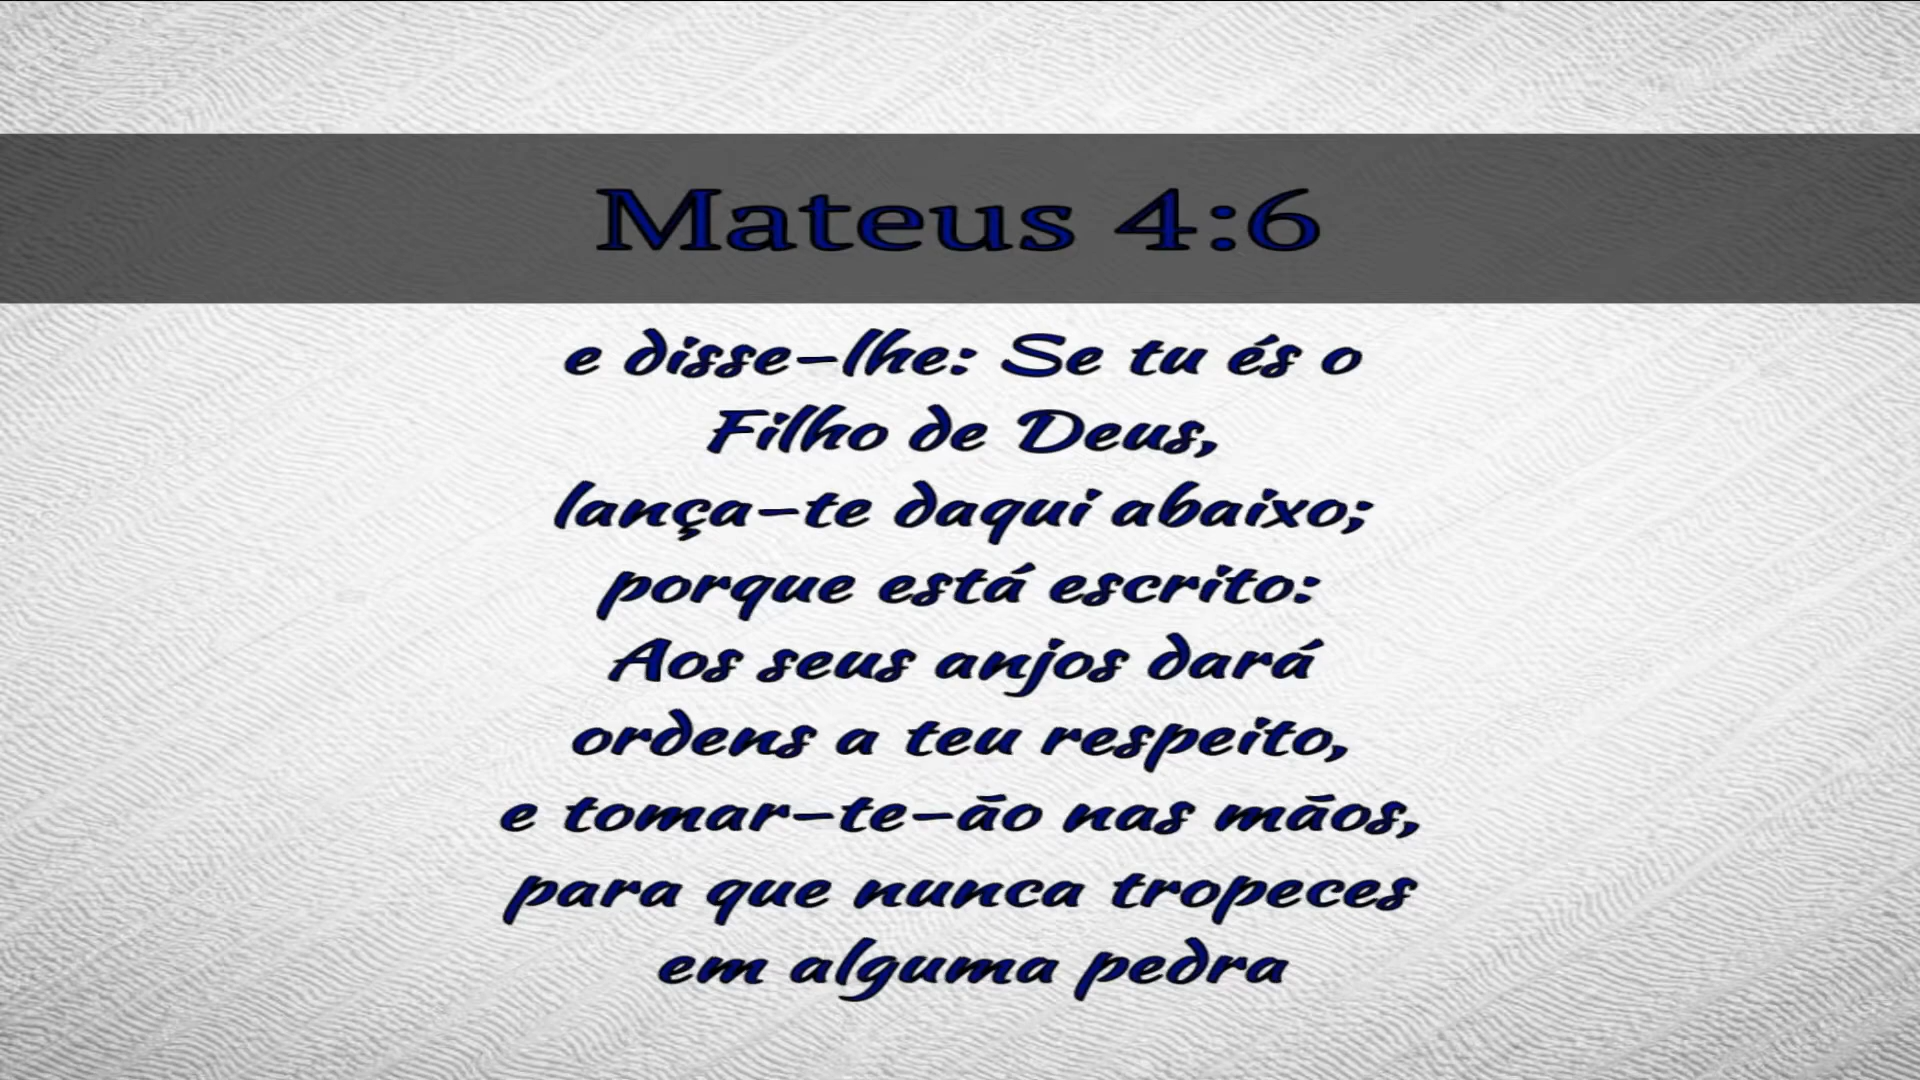 Mateus 4:6
e disse-lhe: Se tu és o
Filho de Deus,
lança-te daqui abaixo;
porque está escrito:
Aos seus anjos dará
ordens a teu respeito,
e tomar-te-ão nas mãos,
para que nunca tropeces
em alguma pedra